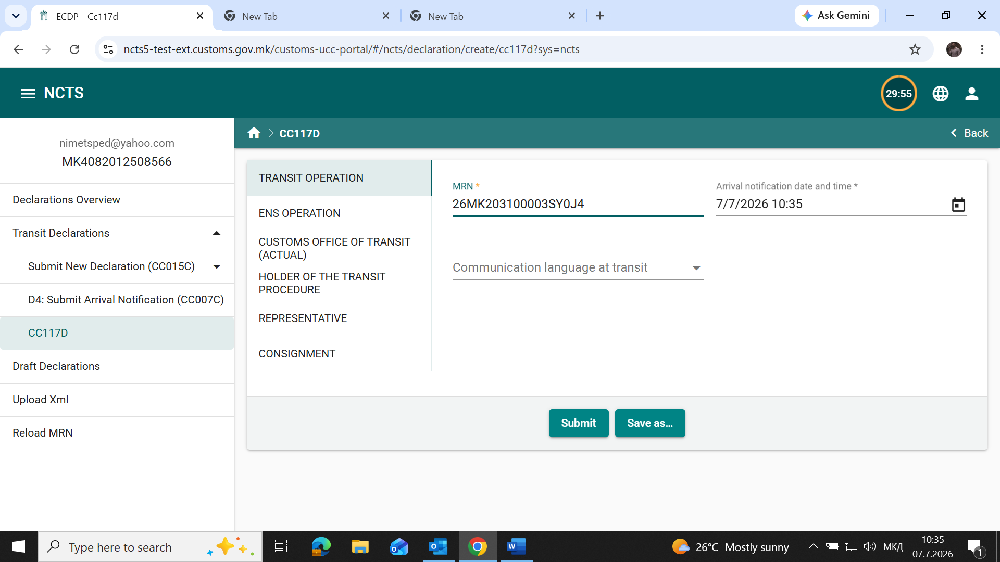 ECDP - Cc117d
New Tab
New Tab
Ask Gemini
ncts5-test-ext.customs.gov.mk/customs-ucc-portal/#/ncts/declaration/create/cc117d?sys=ncts
NCTS
29:55
nimetsped@yahoo.com
MK4082012508566
Declarations Overview
Transit Declarations
Submit New Declaration (CC015C)
D4: Submit Arrival Notification (CC007C)
CC117D
Draft Declarations
Upload Xml
Reload MRN
CC117D
Back
TRANSIT OPERATION
ENS OPERATION
CUSTOMS OFFICE OF TRANSIT
(ACTUAL)
HOLDER OF THE TRANSIT
PROCEDURE
REPRESENTATIVE
CONSIGNMENT
MRN *
26MK203100003SY0J4
Arrival notification date and time *
7/7/2026 10:35
Communication language at transit
Submit
Save as...
Type here to search
26°C Mostly sunny
МКД
10:35
07.7.2026
1